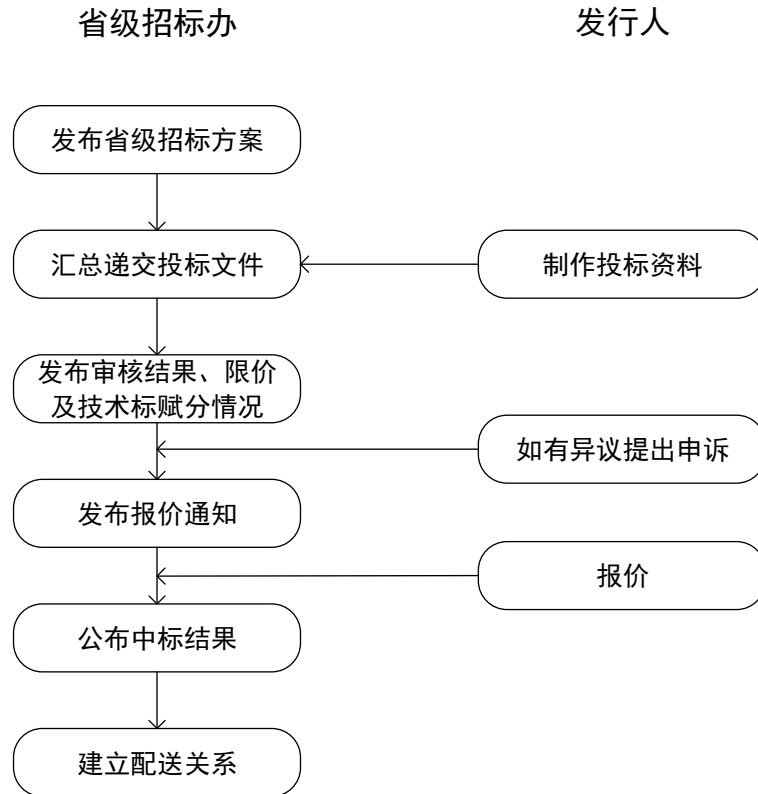 省级招标办
发行人
发布省级招标方案
汇总递交投标文件
制作投标资料
发布审核结果、限价
及技术标赋分情况
如有异议提出申诉
发布报价通知
报价
公布中标结果
建立配送关系